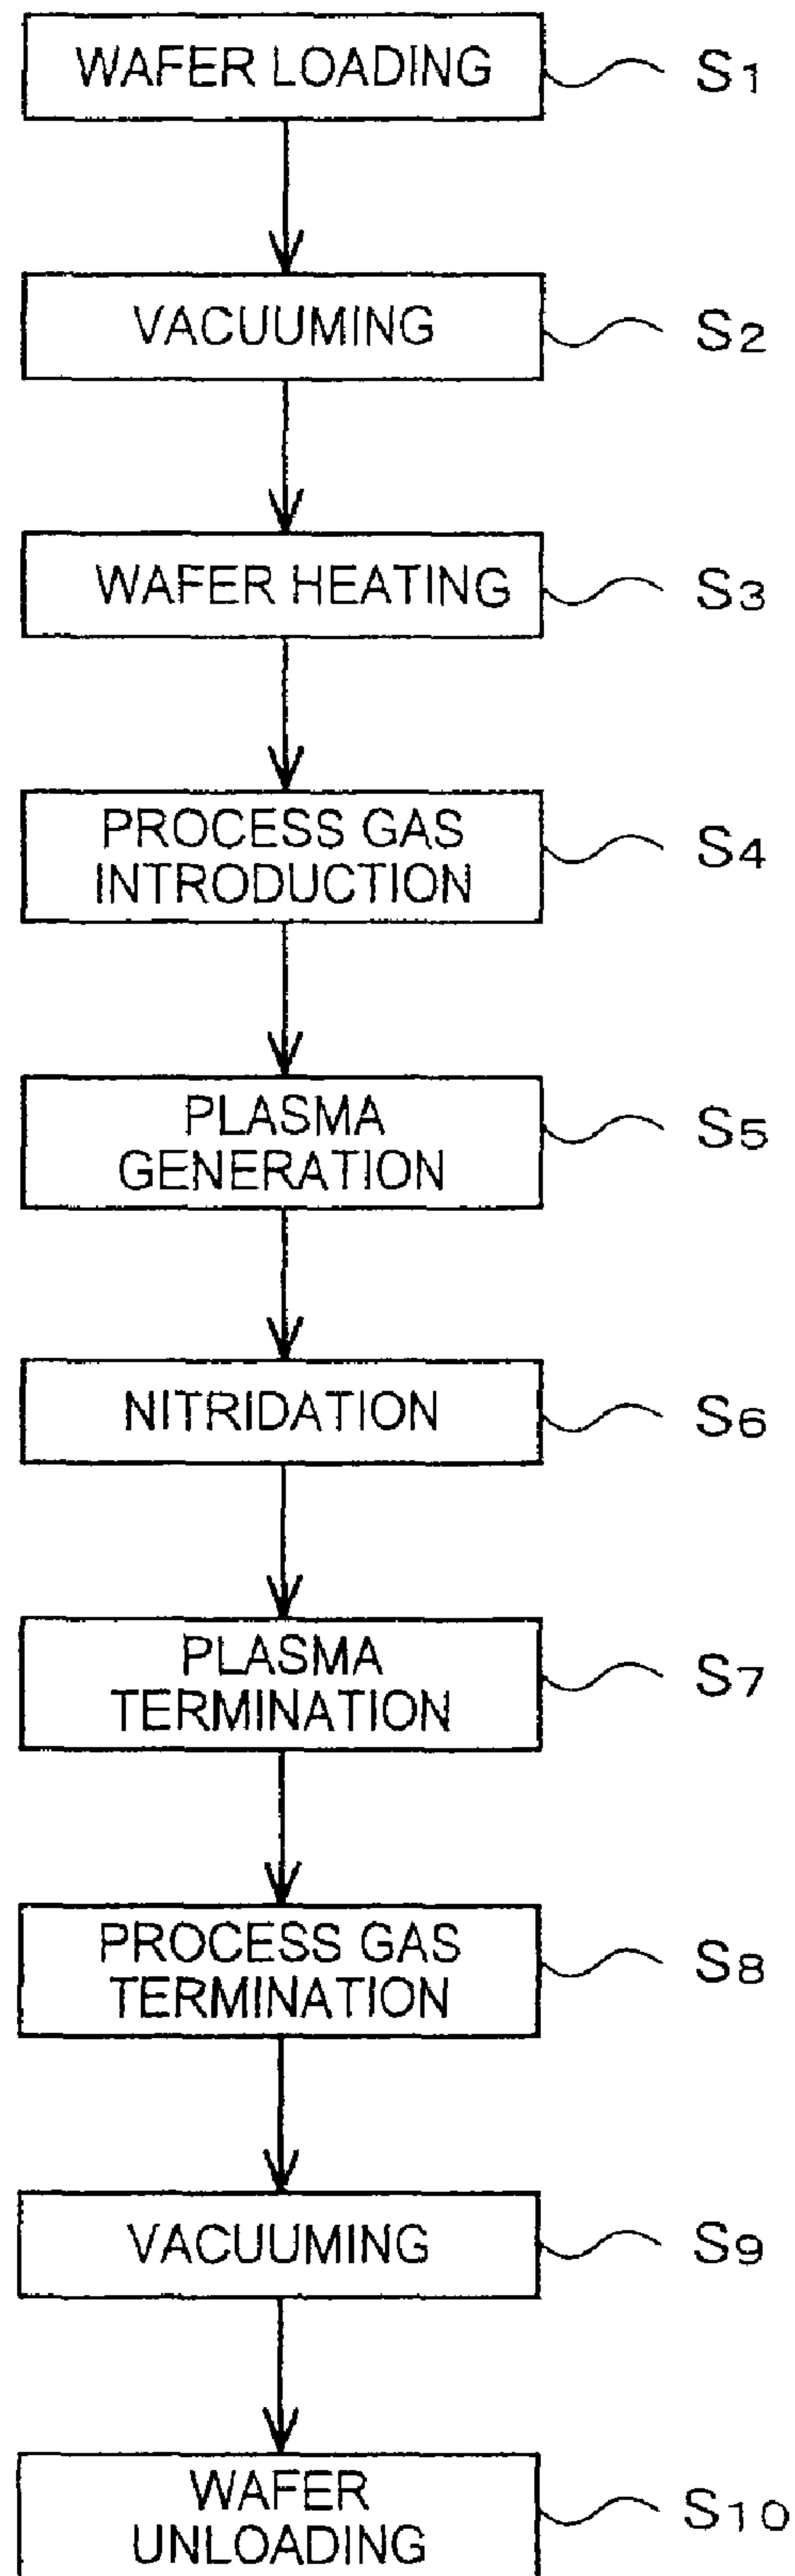 WAFER LOADING S1
VACUUMING S2
WAFER HEATING S3
PROCESS GAS
INTRODUCTION S4
PLASMA
GENERATION S5
NITRIDATION S6
PLASMA
TERMINATION S7
PROCESS GAS
TERMINATION S8
VACUUMING S9
WAFER
UNLOADING S10